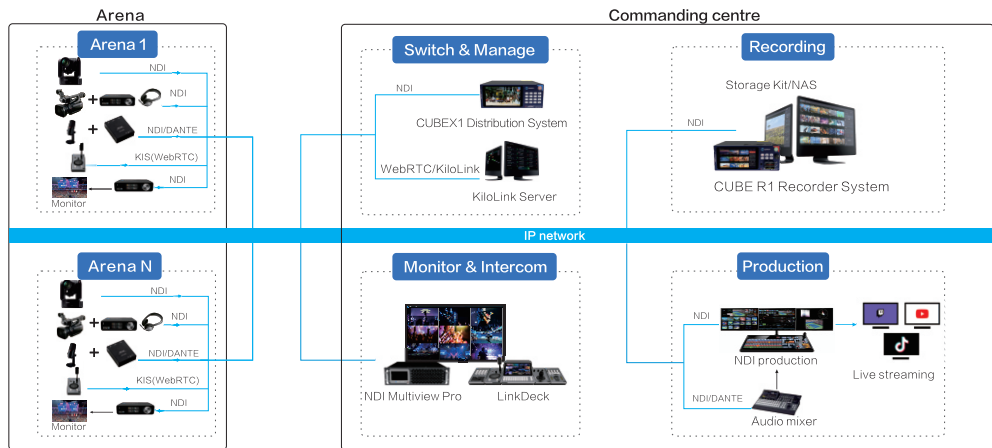 Arena
Commanding centre
Arena 1
NDI
NDI
NDI/DANTE
KIS(WebRTC)
NDI
Monitor
Switch & Manage
NDI
CUBEX1 Distribution System
WebRTC/KiloLink
KiloLink Server
Recording
Storage Kit/NAS
NDI
CUBE R1 Recorder System
IP network
Arena N
NDI
NDI
NDI/DANTE
KIS(WebRTC)
NDI
Monitor
Monitor & Intercom
NDI Multiview Pro
LinkDeck
Production
NDI
NDI production
Live streaming
NDI/DANTE
Audio mixer